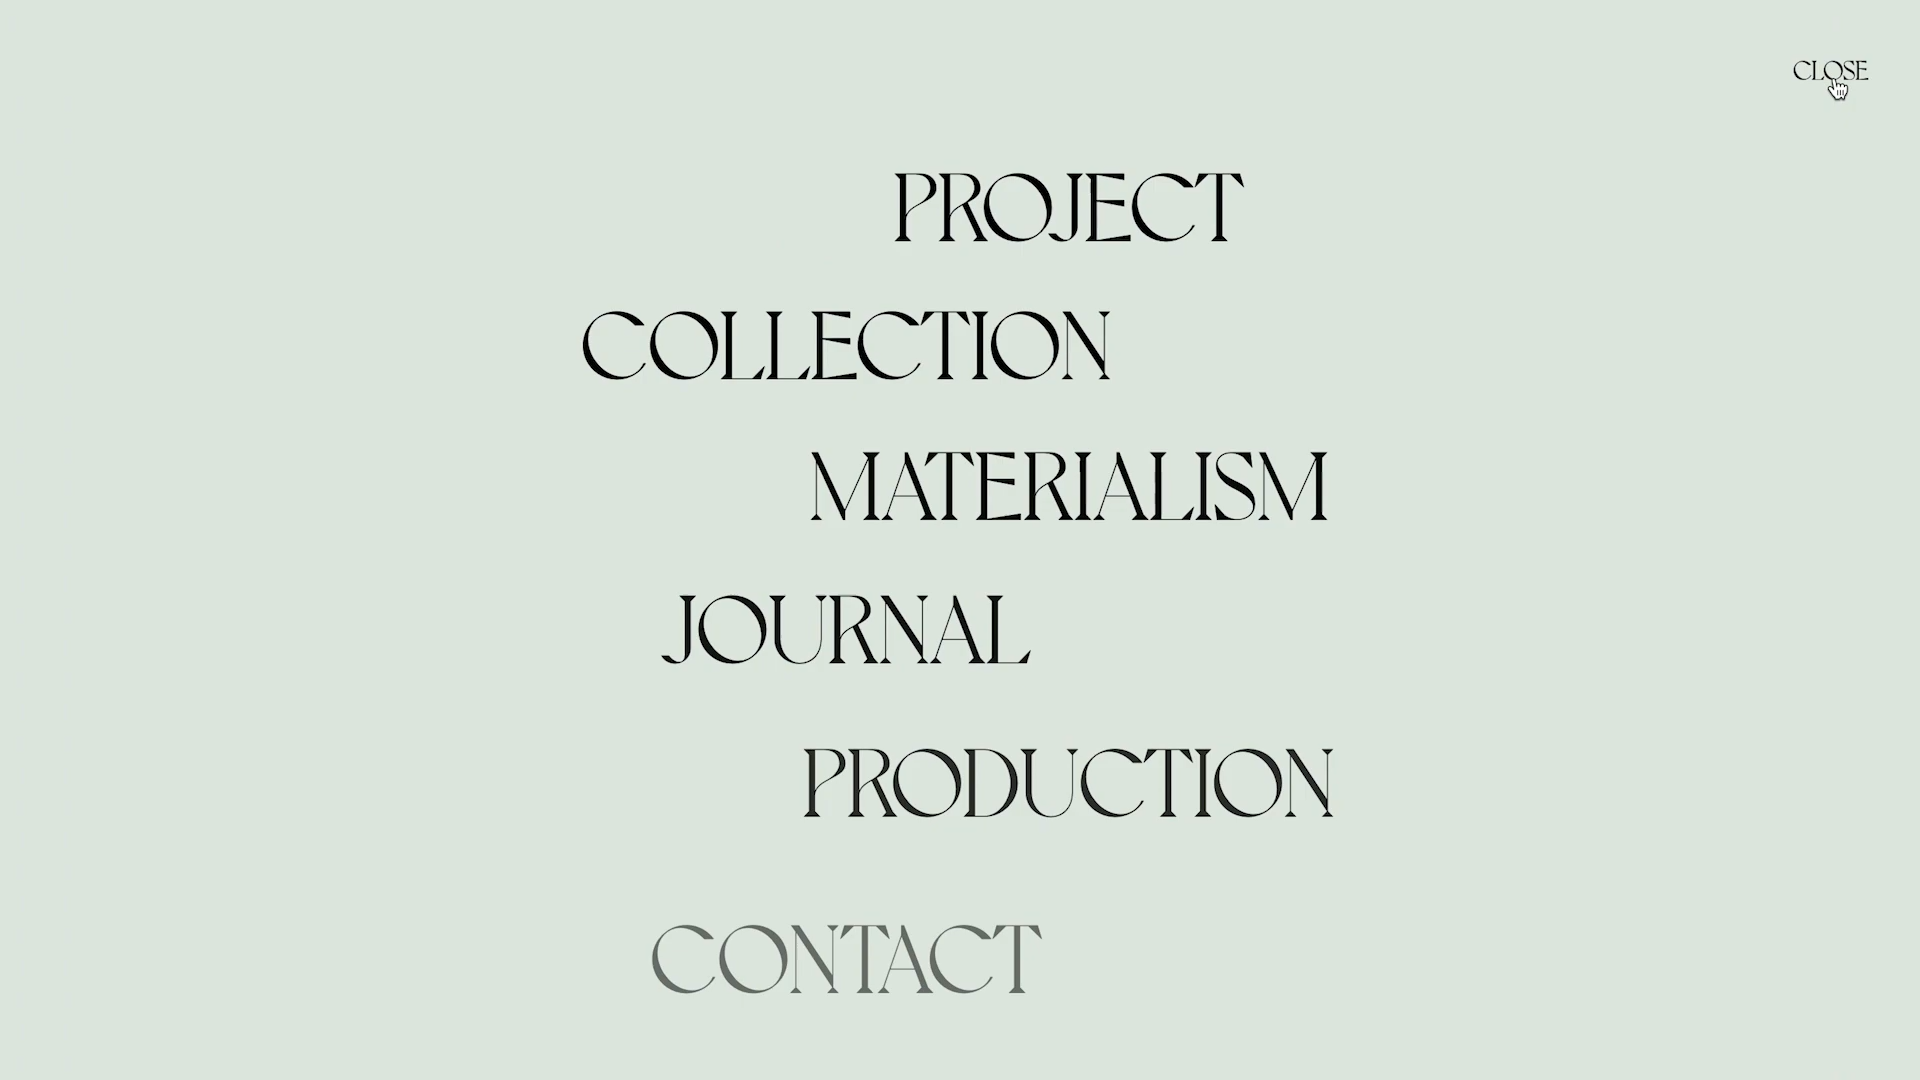 CLOSE
PROJECT
COLLECTION
MATERIALISM
JOURNAL
PRODUCTION
CONTACT